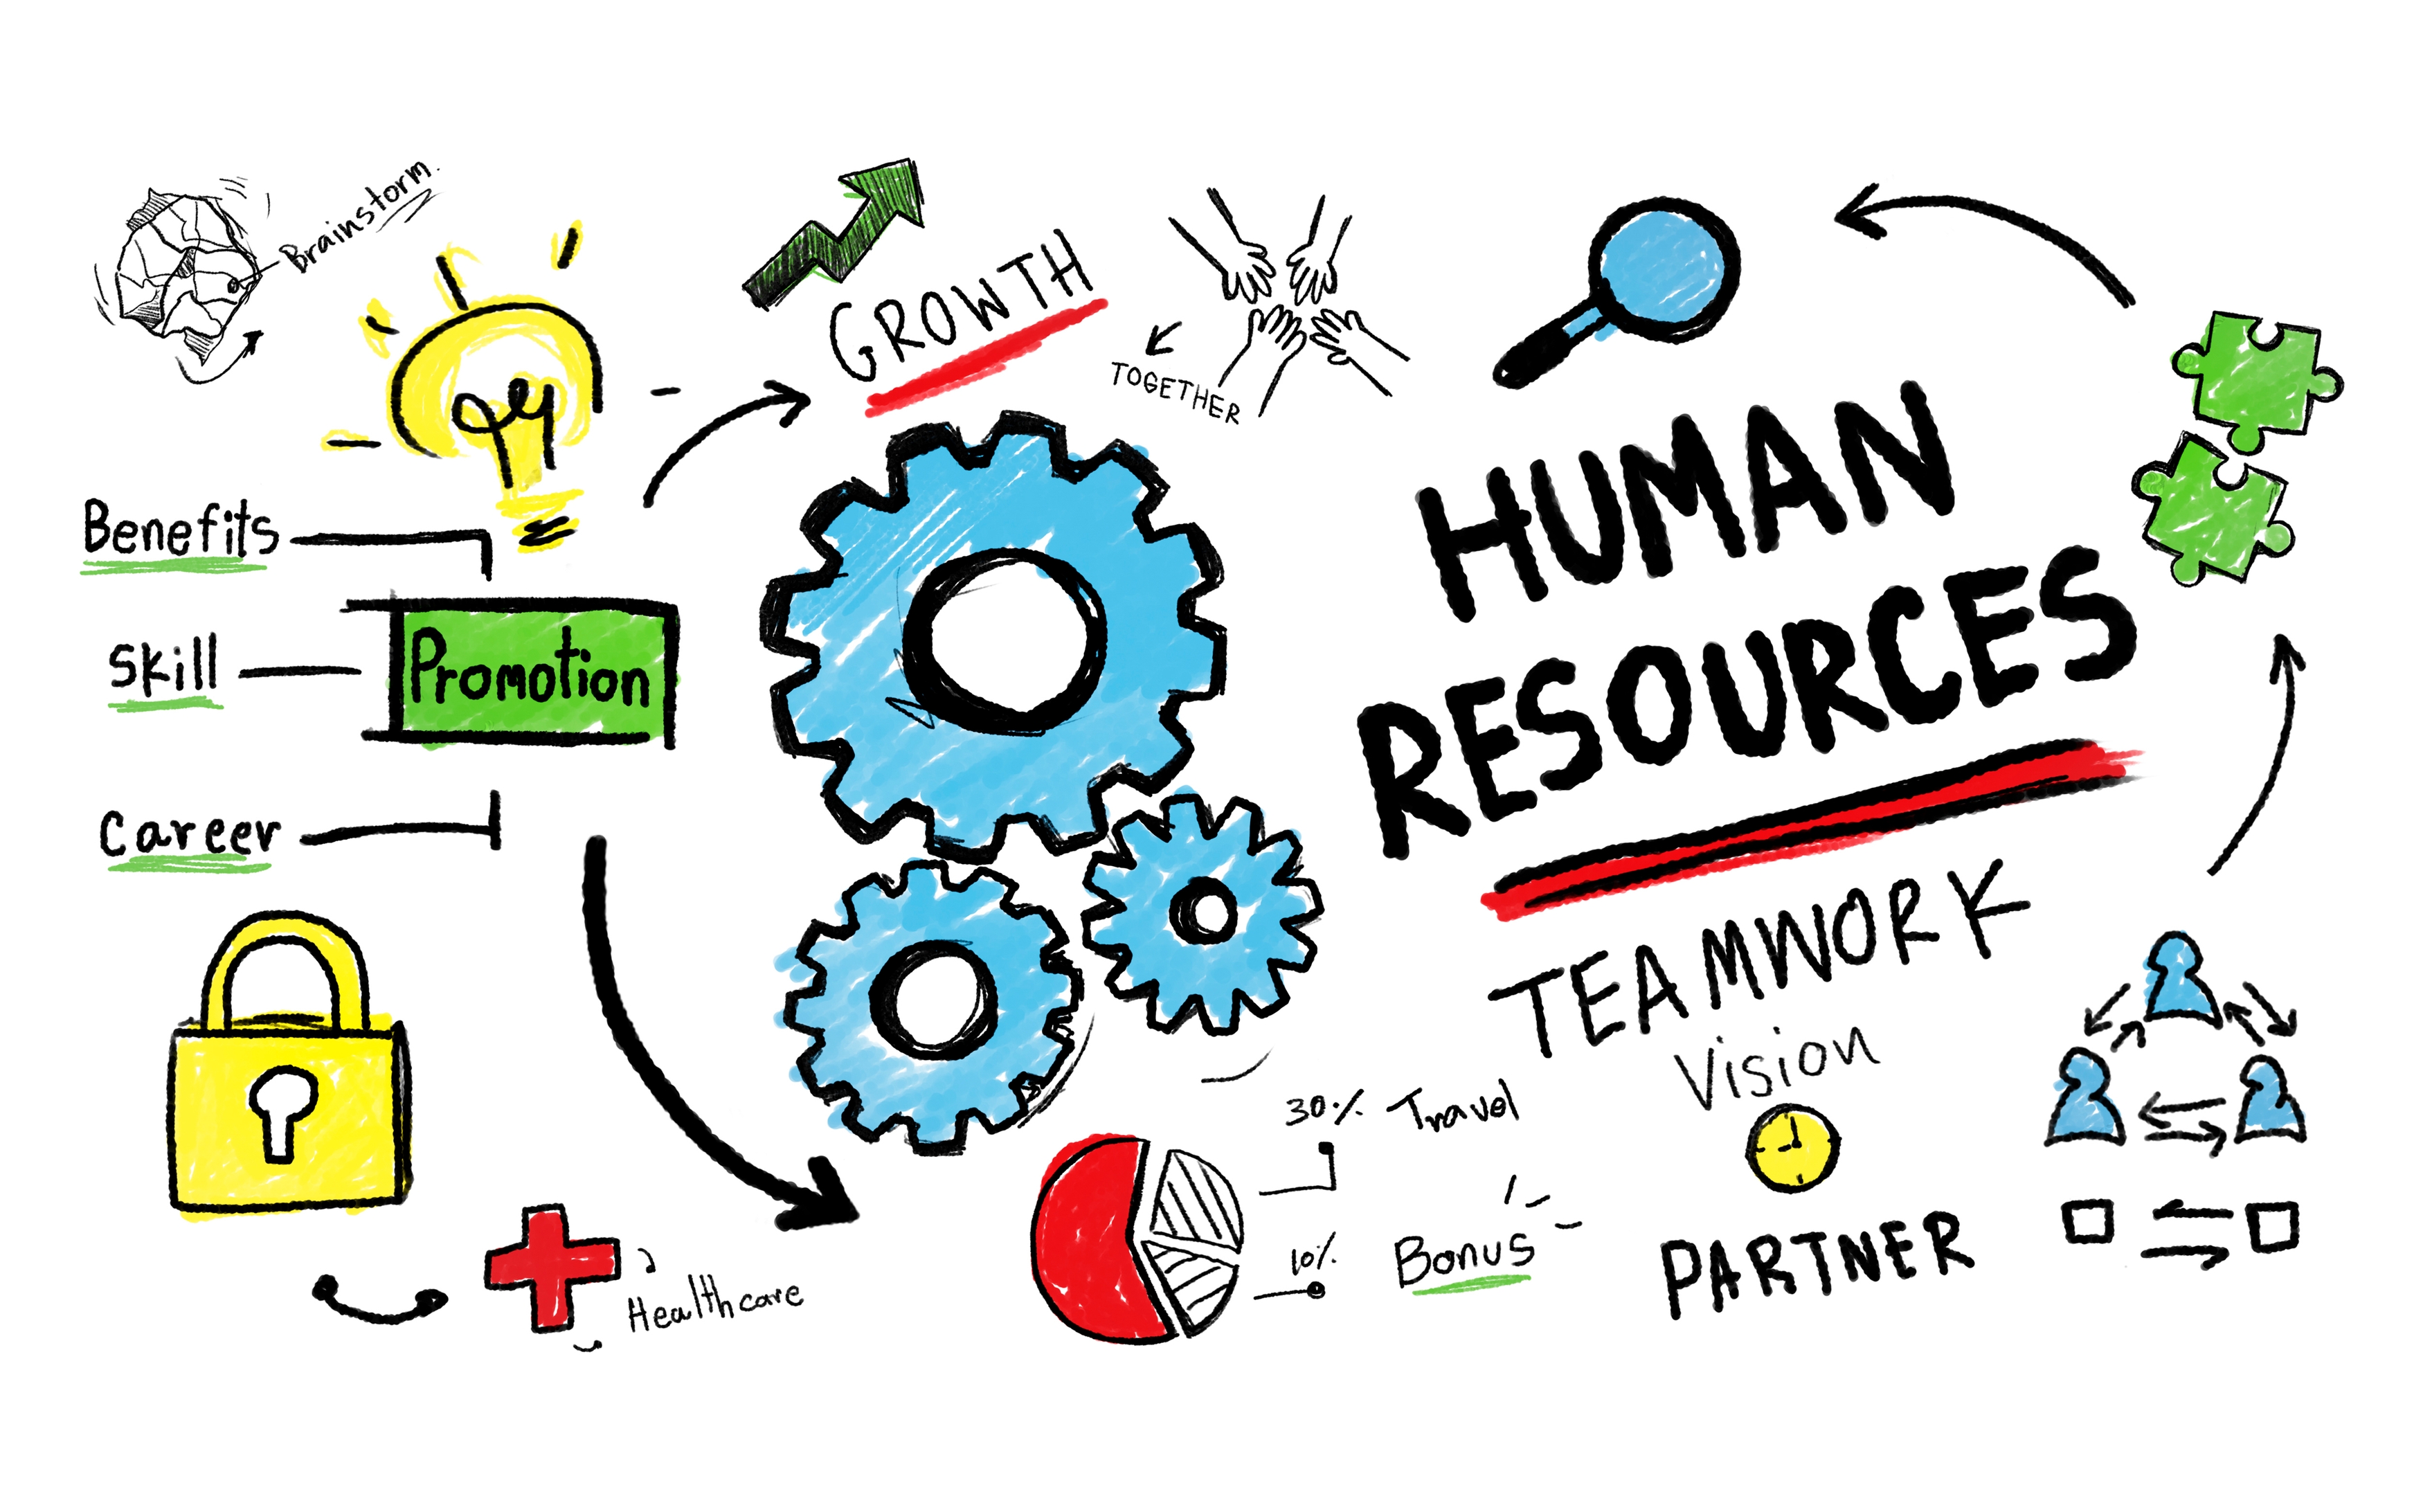 Brainstorm.
GROWTH
TOGETHER
Benefits
Skill
Promotion
Career
HUMAN
RESOURCES
TEAMWORK
Vision
PARTNER
30% Travel
10%
Bonus
Healthcare